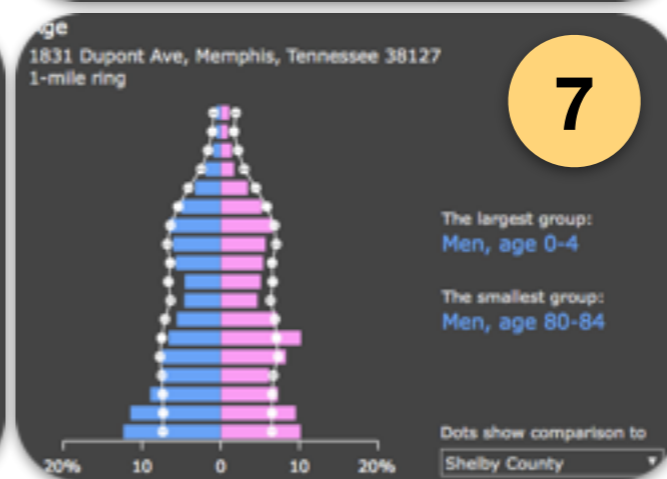 Age
1831 Dupont Ave, Memphis, Tennessee 38127
1-mile ring
7
The largest group:
Men, age 0-4
The smallest group:
Men, age 80-84
Dots show comparison to
Shelby County
20% 10 0 10 20%